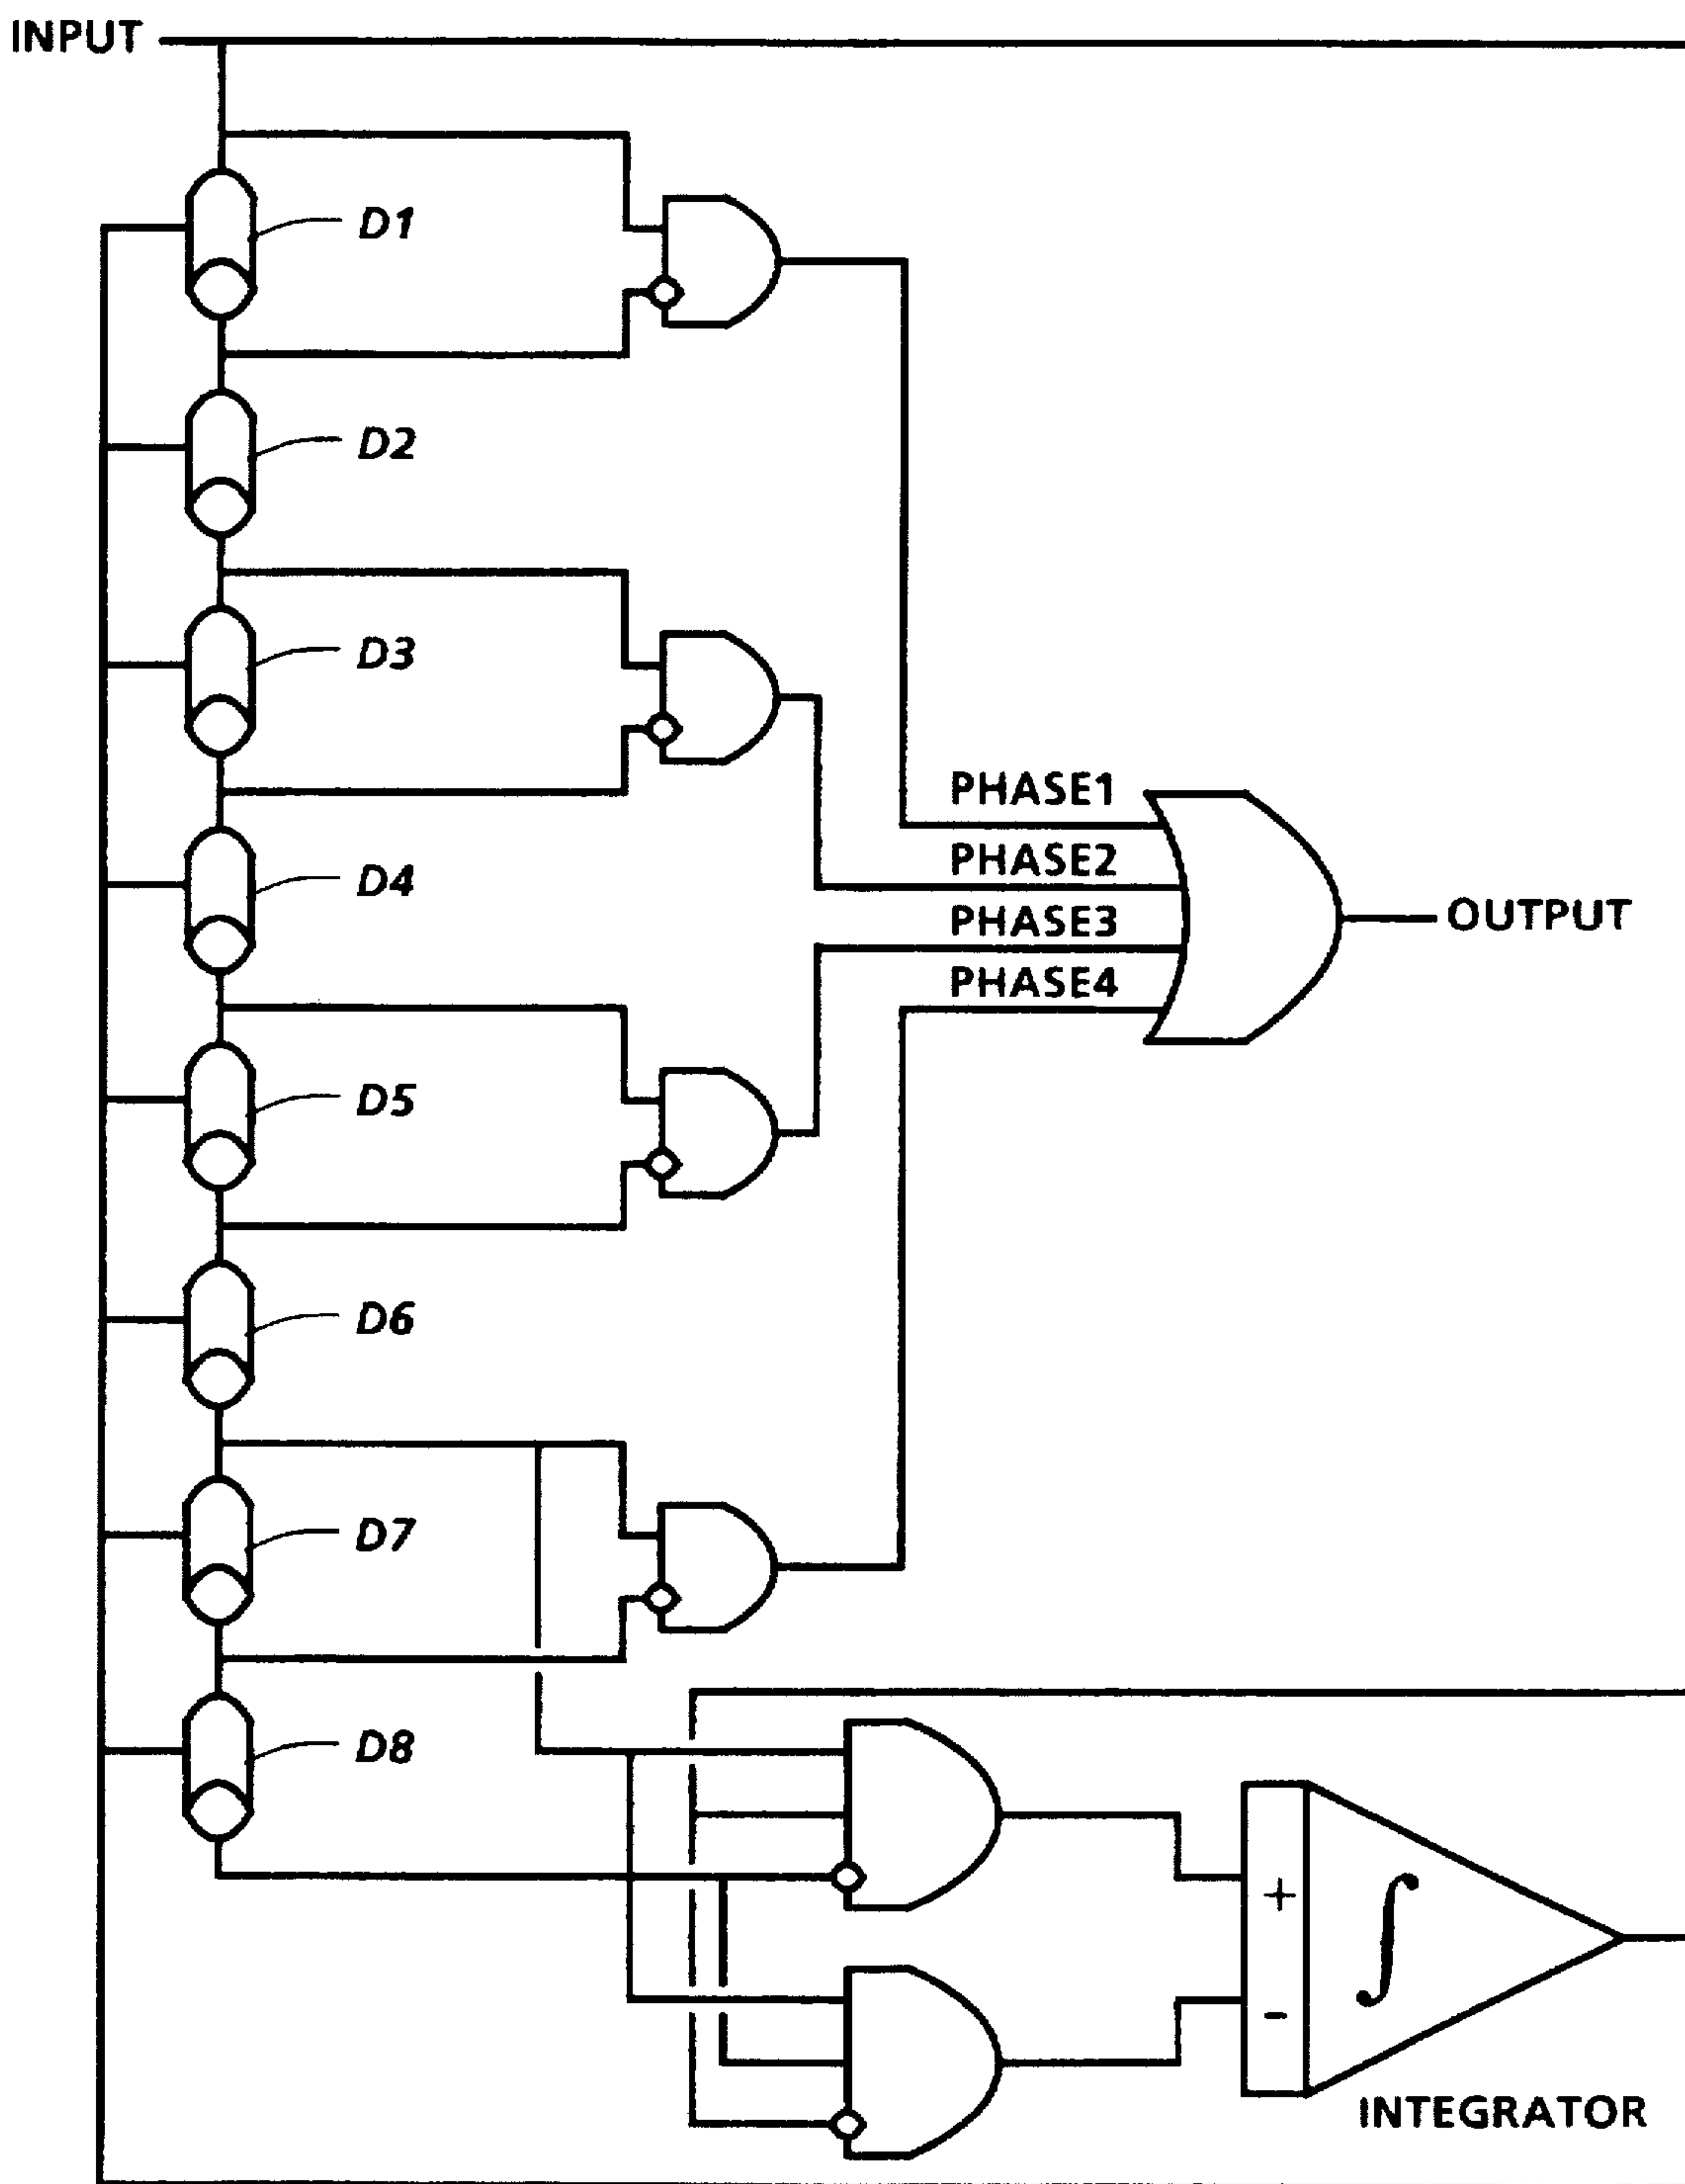 INPUT
D1
D2
D3
D4
D5
D6
D7
D8
PHASE1
PHASE2
PHASE3
PHASE4
OUTPUT
+
∫
-
INTEGRATOR